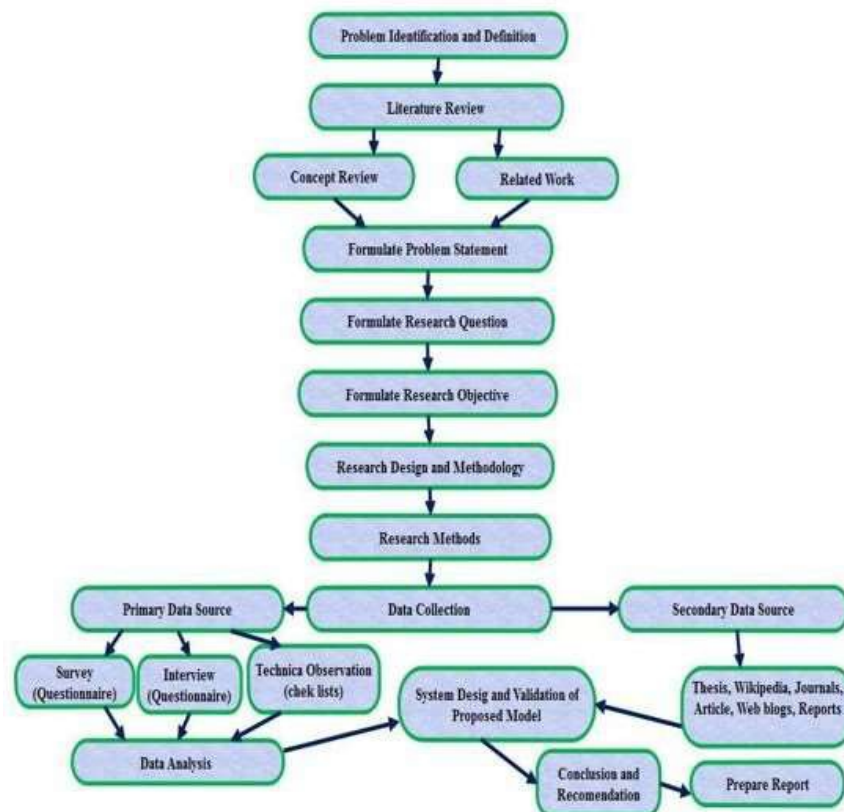 Problem Identification and Definition
Literature Review
Concept Review
Related Work
Formulate Problem Statement
Formulate Research Question
Formulate Research Objective
Research Design and Methodology
Research Methods
Primary Data Source
Data Collection
Secondary Data Source
Survey
(Questionnaire)
Interview
(Questionnaire)
Technica Observation
(chek lists)
System Desig and Validation of
Proposed Model
Thesis, Wikipedia, Journals,
Article, Web blogs, Reports
Data Analysis
Conclusion and
Recomendation
Prepare Report